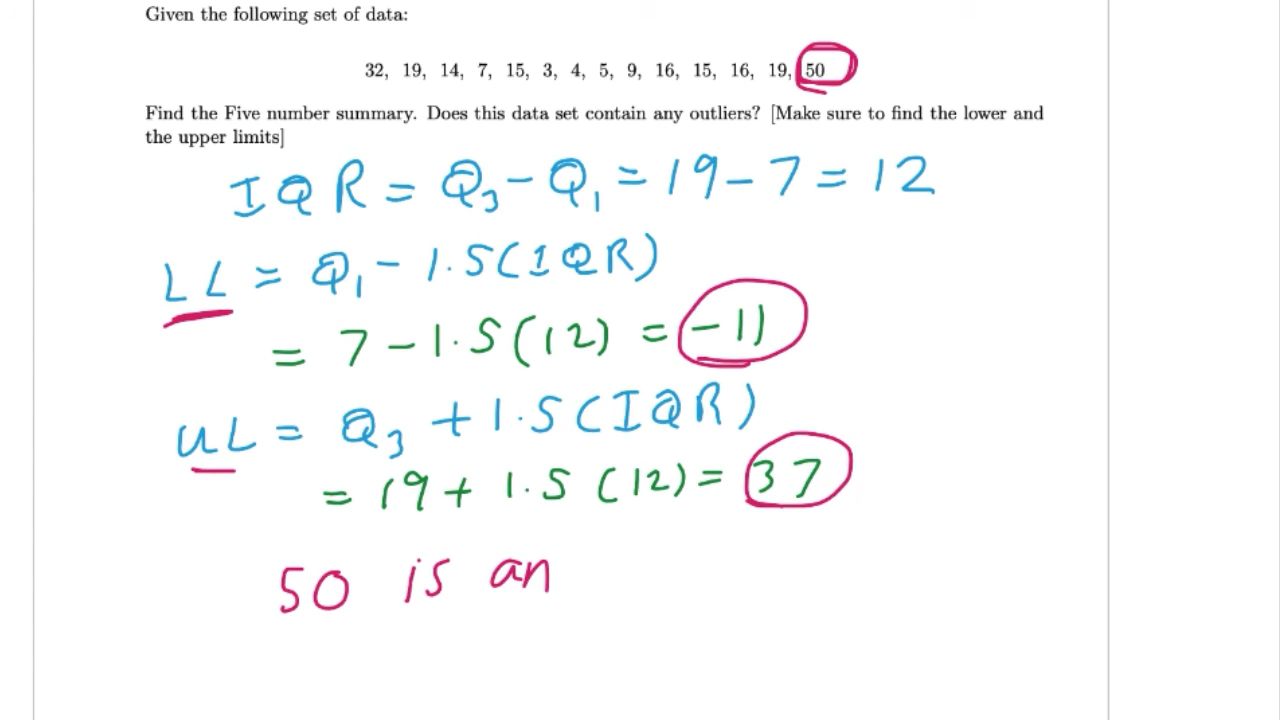 Given the following set of data:
32, 19, 14, 7, 15, 3, 4, 5, 9, 16, 15, 16, 19, 50
Find the Five number summary. Does this data set contain any outliers? [Make sure to find the lower and
the upper limits]
IQR = Q₃ - Q₁ = 19 - 7 = 12
LL = Q₁ - 1.5(IQR)
= 7 - 1.5(12) = -11
UL = Q₃ + 1.5(IQR)
= 19 + 1.5(12) = 37
50 is an